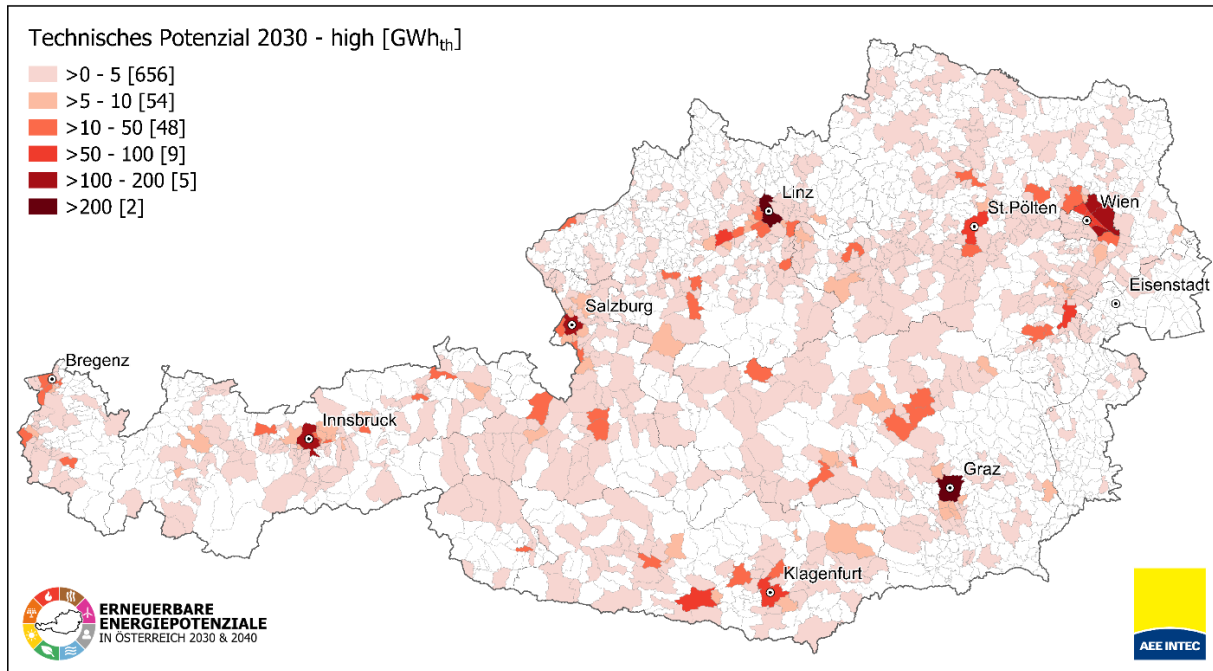 Technisches Potenzial 2030 - high [GWhth]
>0 - 5 [656]
>5 - 10 [54]
>10 - 50 [48]
>50 - 100 [9]
>100 - 200 [5]
>200 [2]
Linz
St.Pölten
Wien
Eisenstadt
Salzburg
Bregenz
Innsbruck
Graz
Klagenfurt
ERNEUERBARE
ENERGIEPOTENZIALE
IN ÖSTERREICH 2030 & 2040
AEE INTEC